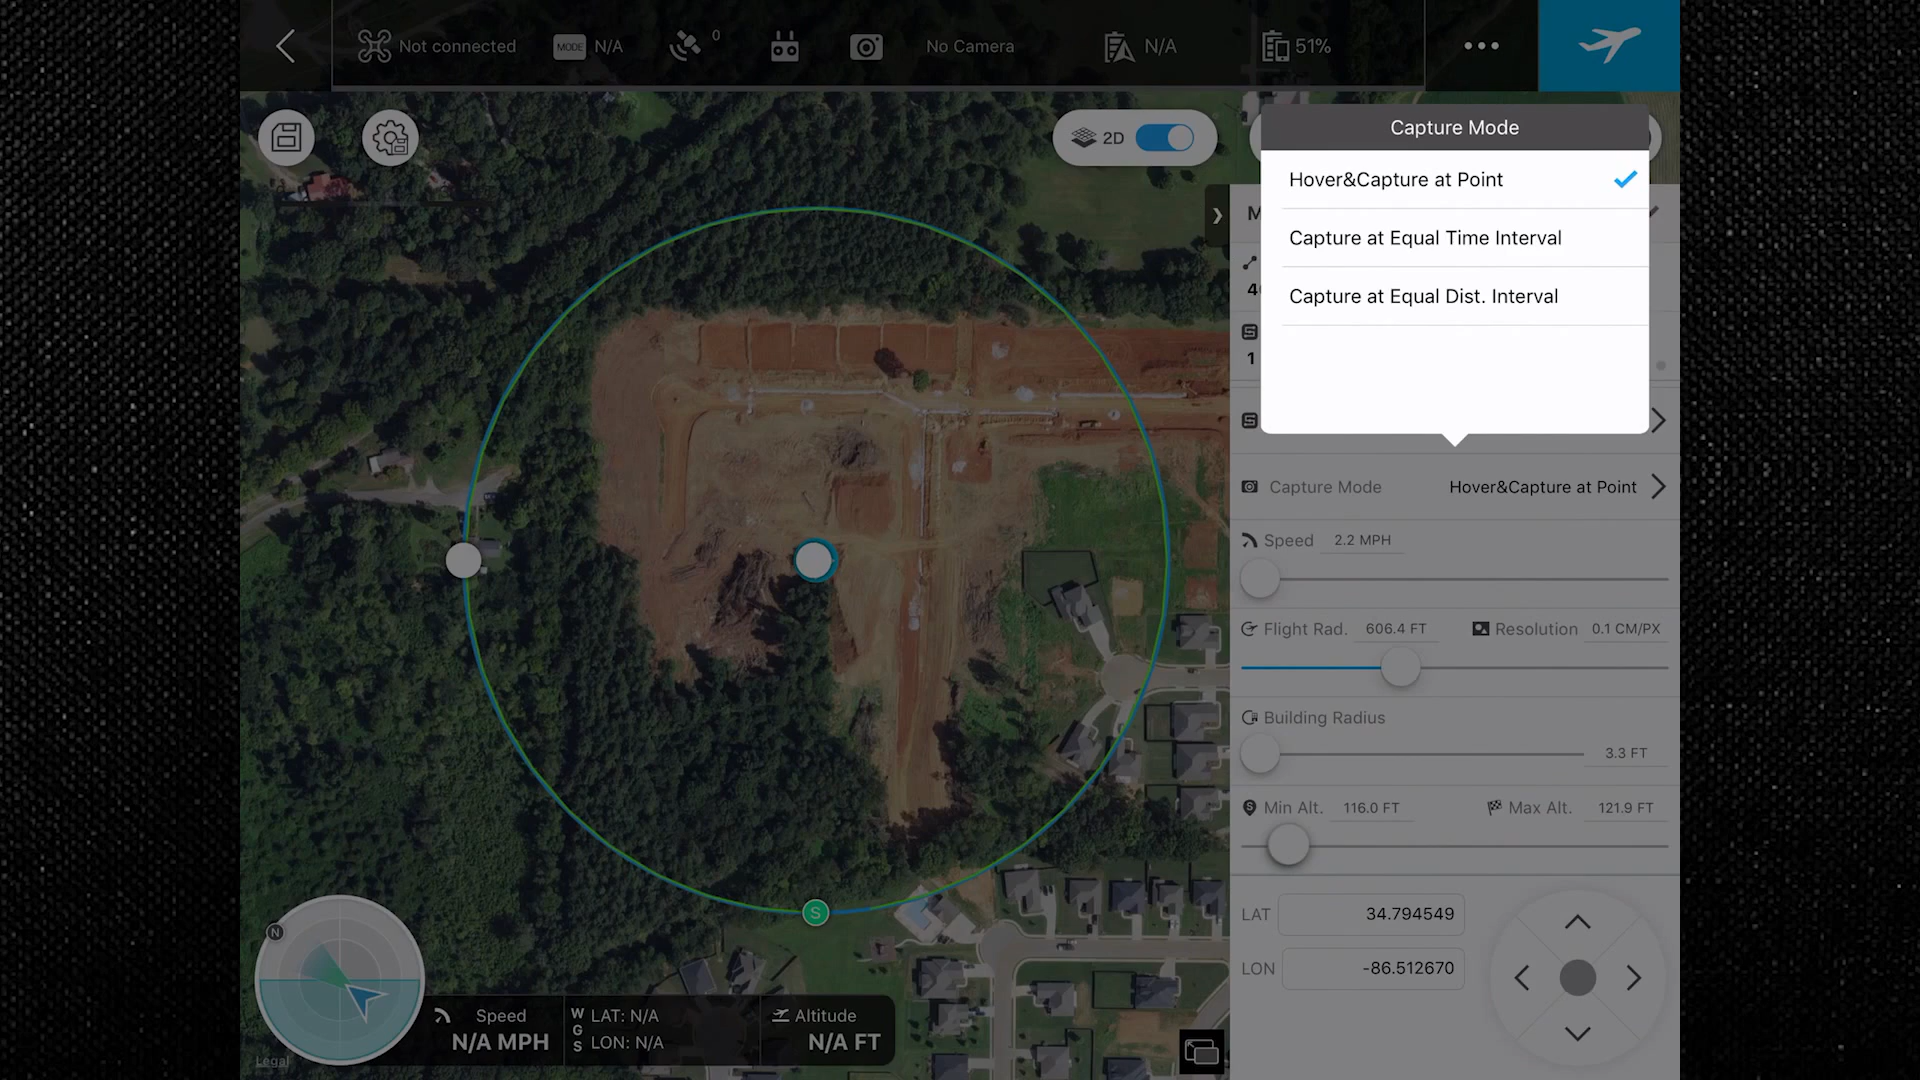 Not connected
MODE N/A
0
No Camera
N/A
51%
2D
Capture Mode
Hover&Capture at Point
Capture at Equal Time Interval
Capture at Equal Dist. Interval
M
4
S
1
S
Capture Mode Hover&Capture at Point
Speed 2.2 MPH
Flight Rad. 606.4 FT Resolution 0.1 CM/PX
Building Radius
3.3 FT
S Min Alt. 116.0 FT Max Alt. 121.9 FT
LAT 34.794549
LON -86.512670
S
N
Speed
N/A MPH
WGS
LAT: N/A
LON: N/A
Altitude
N/A FT
Legal